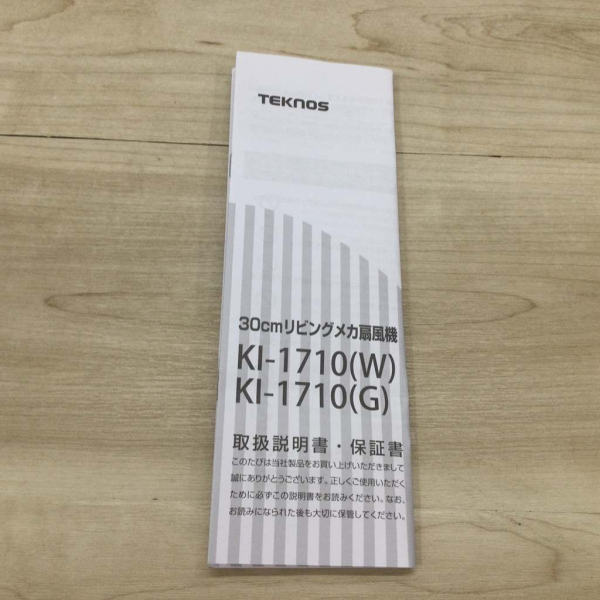 TEKNOS
30cmリビングメカ扇風機
KI-1710(W)
KI-1710(G)
取扱説明書・保証書
このたびは当社製品をお買い上げいただきまして
誠にありがとうございます。正しくご使用いただく
ために必ずこの説明書をお読みください。なお、
お読みになられた後も大切に保管してください。